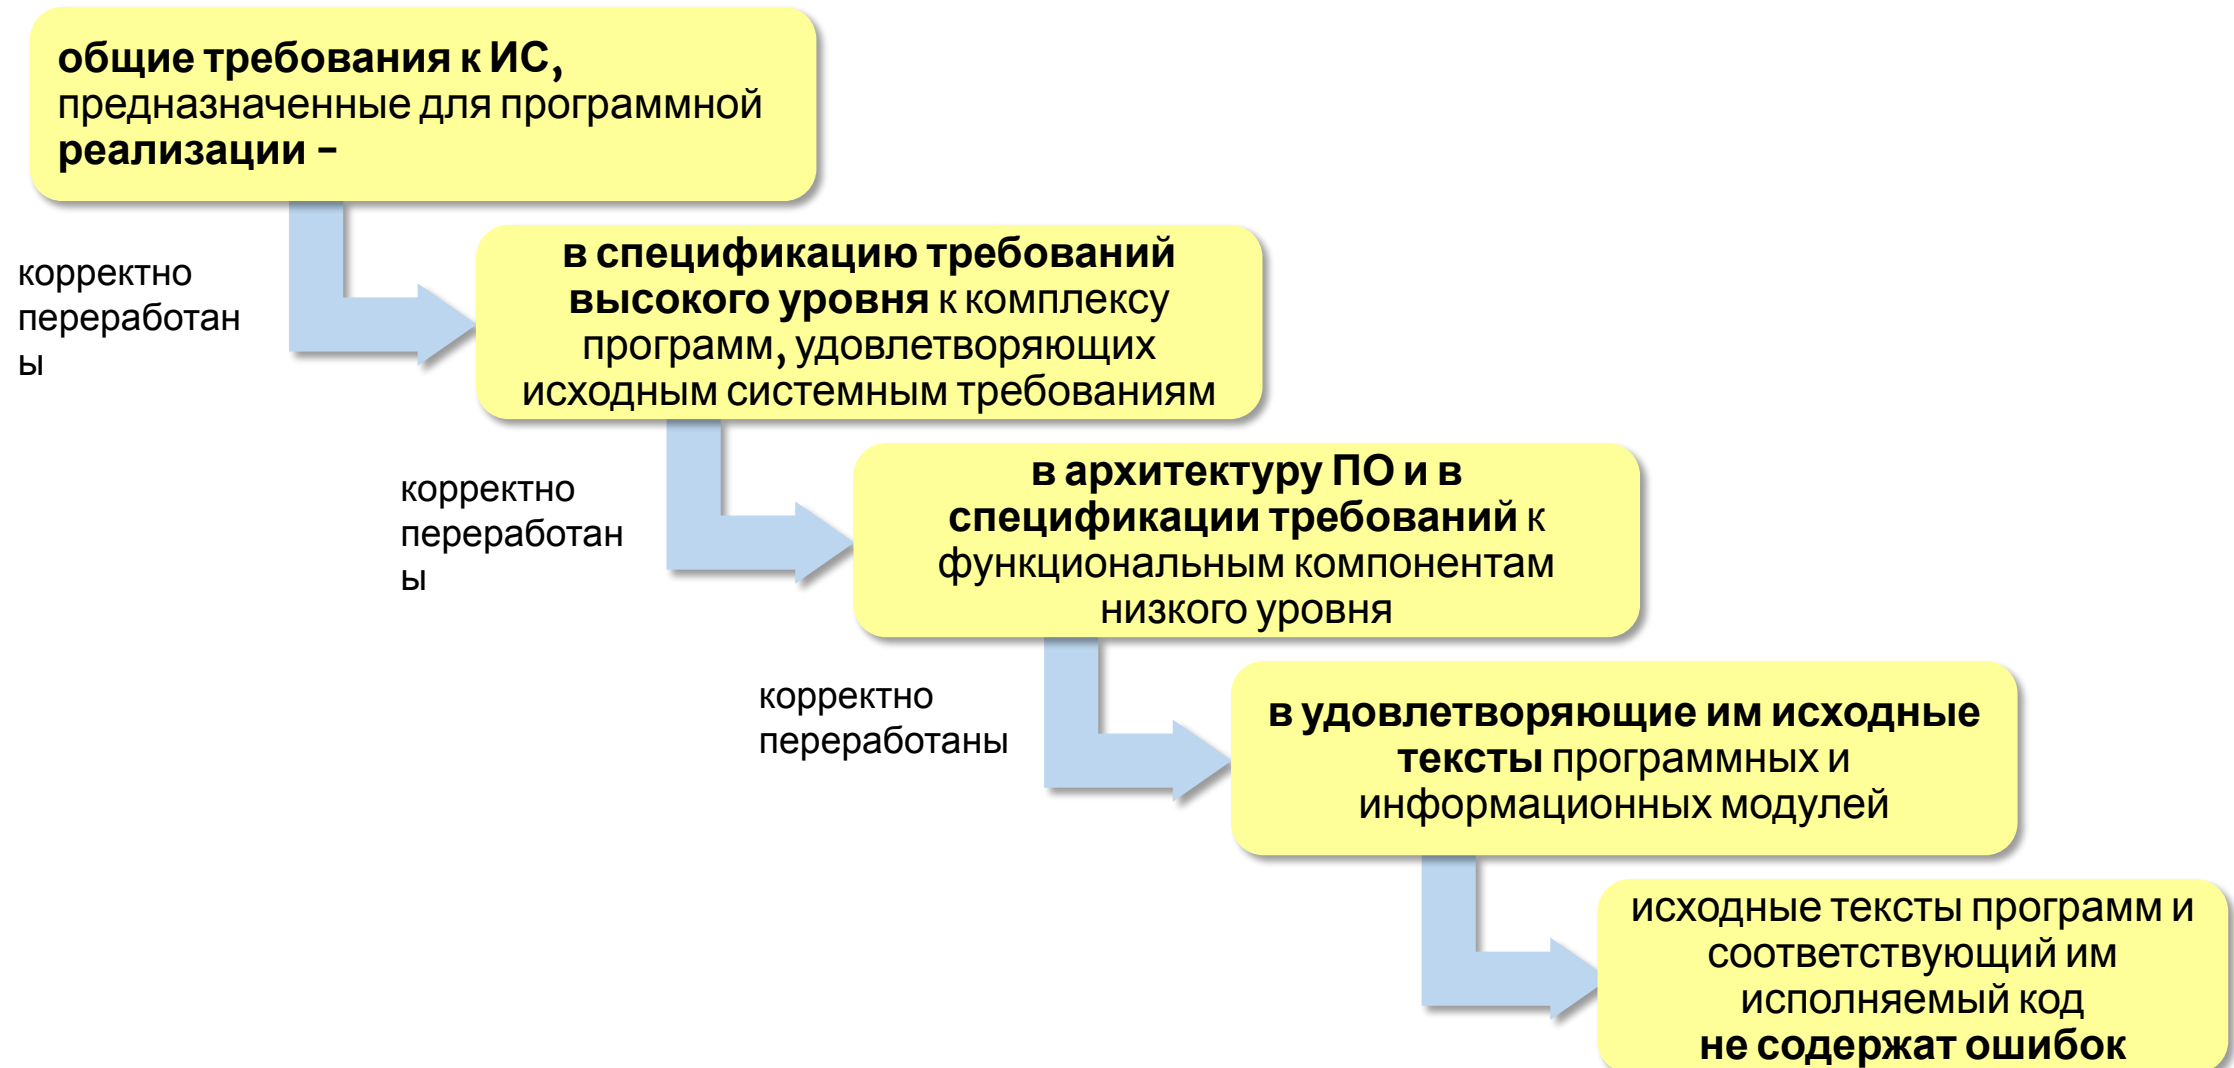 общие требования к ИС,
предназначенные для программной
реализации –
корректно
переработан
ы
в спецификацию требований
высокого уровня к комплексу
программ, удовлетворяющих
исходным системным требованиям
корректно
переработан
ы
в архитектуру ПО и в
спецификации требований к
функциональным компонентам
низкого уровня
корректно
переработаны
в удовлетворяющие им исходные
тексты программных и
информационных модулей
исходные тексты программ и
соответствующий им
исполняемый код
не содержат ошибок